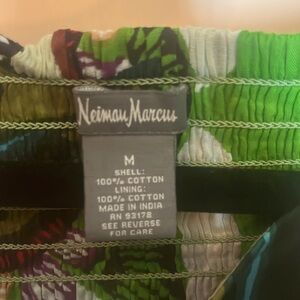 Neiman Marcus
M
SHELL:
100% COTTON
LINING:
100% COTTON
MADE IN INDIA
RN 93178
SEE REVERSE
FOR CARE